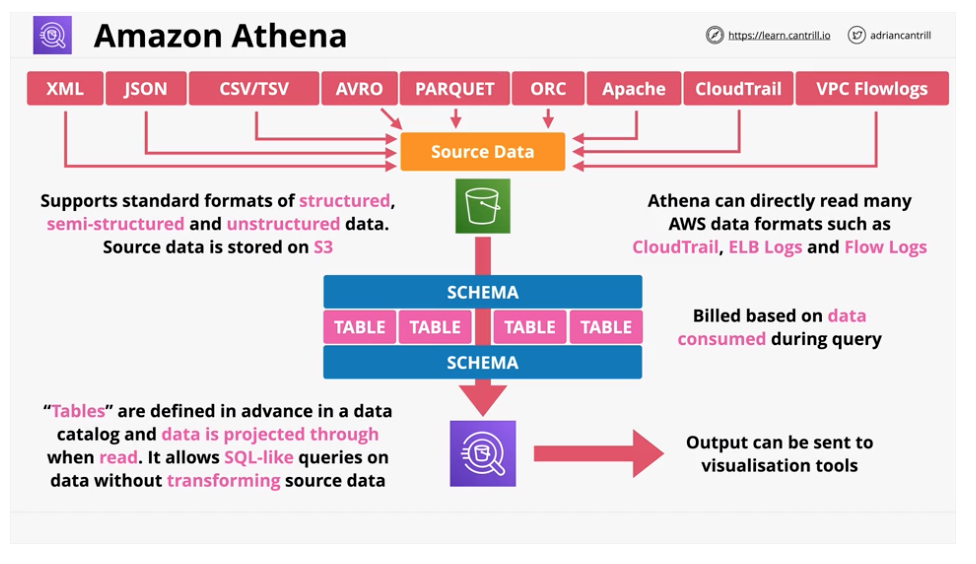 Amazon Athena
https://learn.cantrill.io
adriancantrill
XML
JSON
CSV/TSV
AVRO
PARQUET
ORC
Apache
CloudTrail
VPC Flowlogs
Source Data
Supports standard formats of structured,
semi-structured and unstructured data.
Source data is stored on S3
Athena can directly read many
AWS data formats such as
CloudTrail, ELB Logs and Flow Logs
SCHEMA
TABLE
TABLE
TABLE
TABLE
SCHEMA
Billed based on data
consumed during query
“Tables” are defined in advance in a data
catalog and data is projected through
when read. It allows SQL-like queries on
data without transforming source data
Output can be sent to
visualisation tools